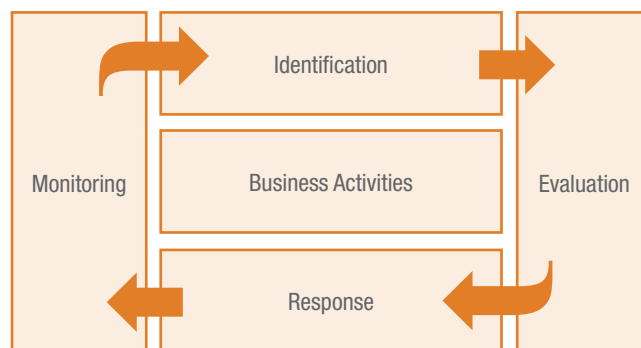 Identification
Monitoring
Business Activities
Evaluation
Response